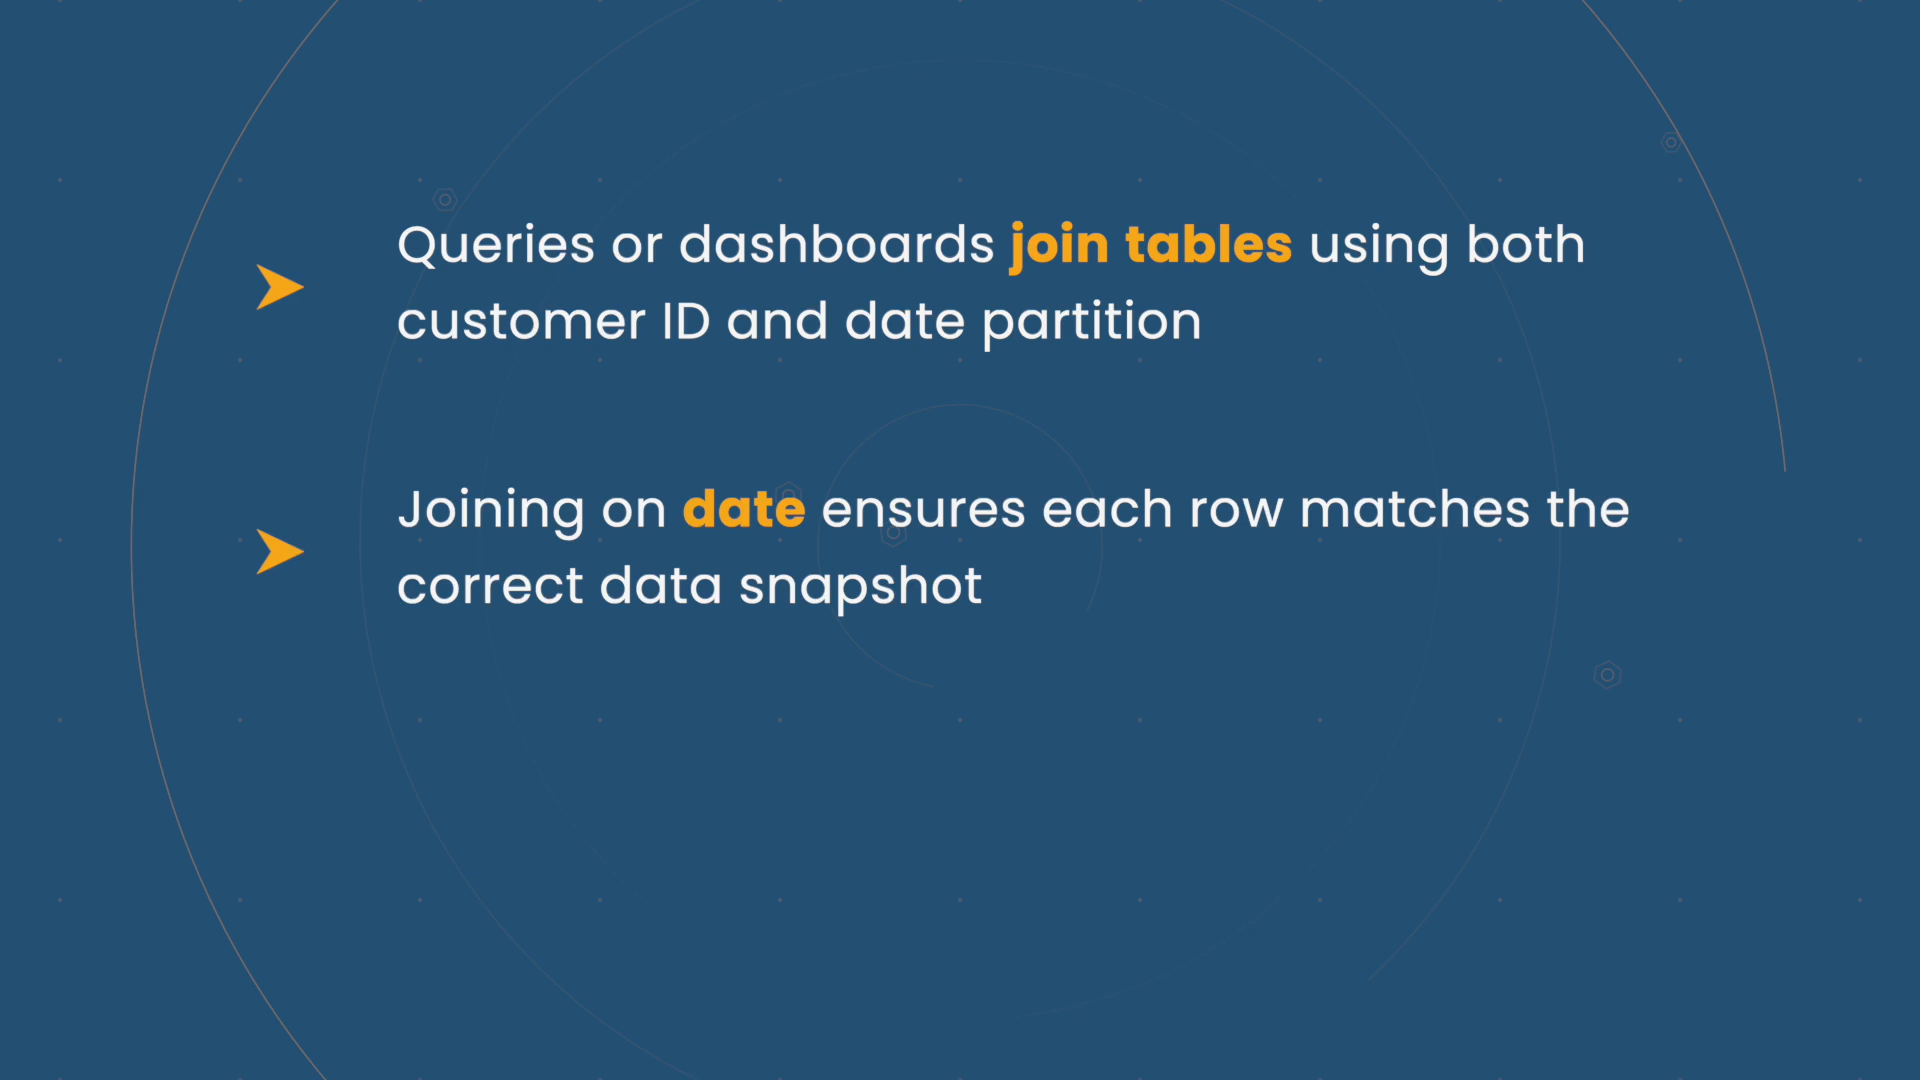 Queries or dashboards join tables using both
customer ID and date partition
Joining on date ensures each row matches the
correct data snapshot